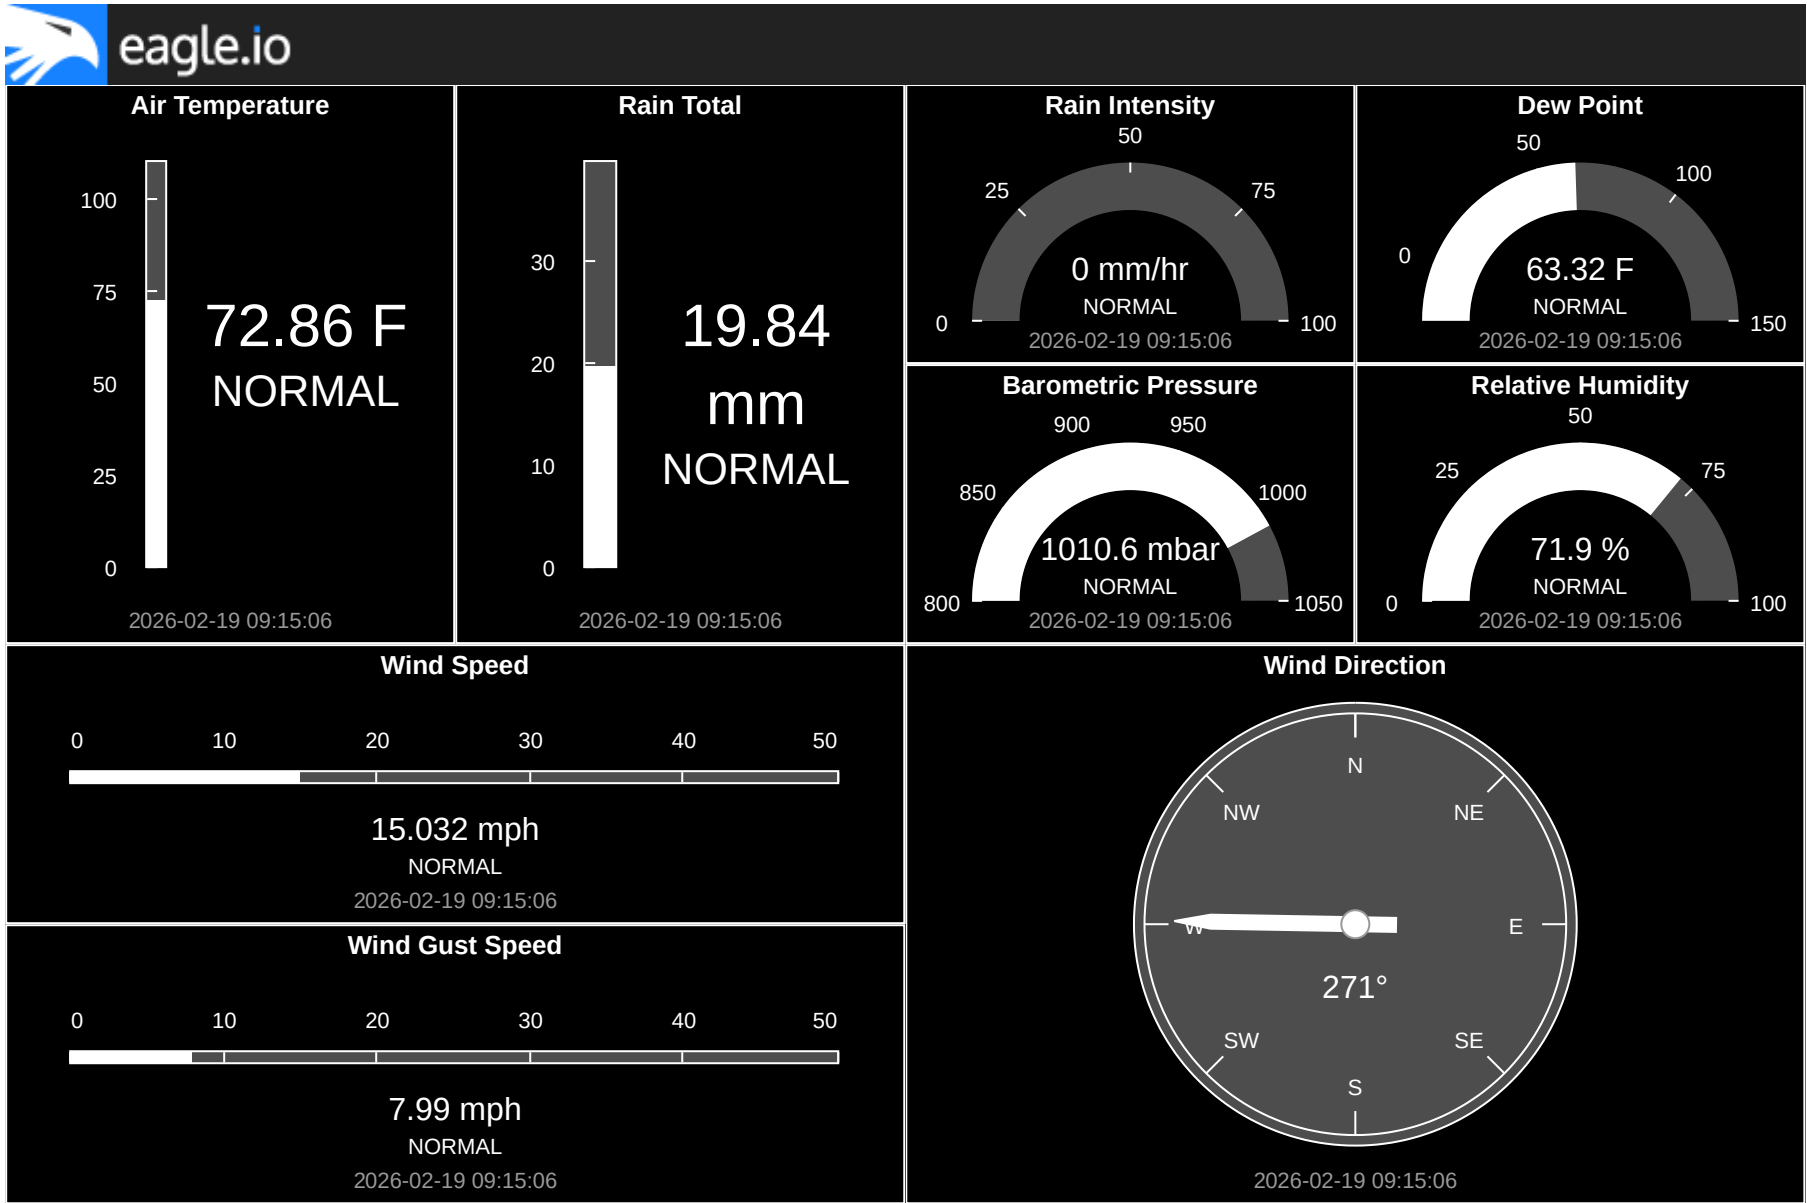 eagle.io
Air Temperature
100
75
50
25
0
72.86 F
NORMAL
2026-02-19 09:15:06
Rain Total
30
20
10
0
19.84
mm
NORMAL
2026-02-19 09:15:06
Rain Intensity
0
25
50
75
100
0 mm/hr
NORMAL
2026-02-19 09:15:06
Dew Point
0
50
100
150
63.32 F
NORMAL
2026-02-19 09:15:06
Barometric Pressure
800
850
900
950
1000
1050
1010.6 mbar
NORMAL
2026-02-19 09:15:06
Relative Humidity
0
25
50
75
100
71.9 %
NORMAL
2026-02-19 09:15:06
Wind Speed
0 10 20 30 40 50
15.032 mph
NORMAL
2026-02-19 09:15:06
Wind Gust Speed
0 10 20 30 40 50
7.99 mph
NORMAL
2026-02-19 09:15:06
Wind Direction
N
NW NE
W E
271°
SW SE
S
2026-02-19 09:15:06